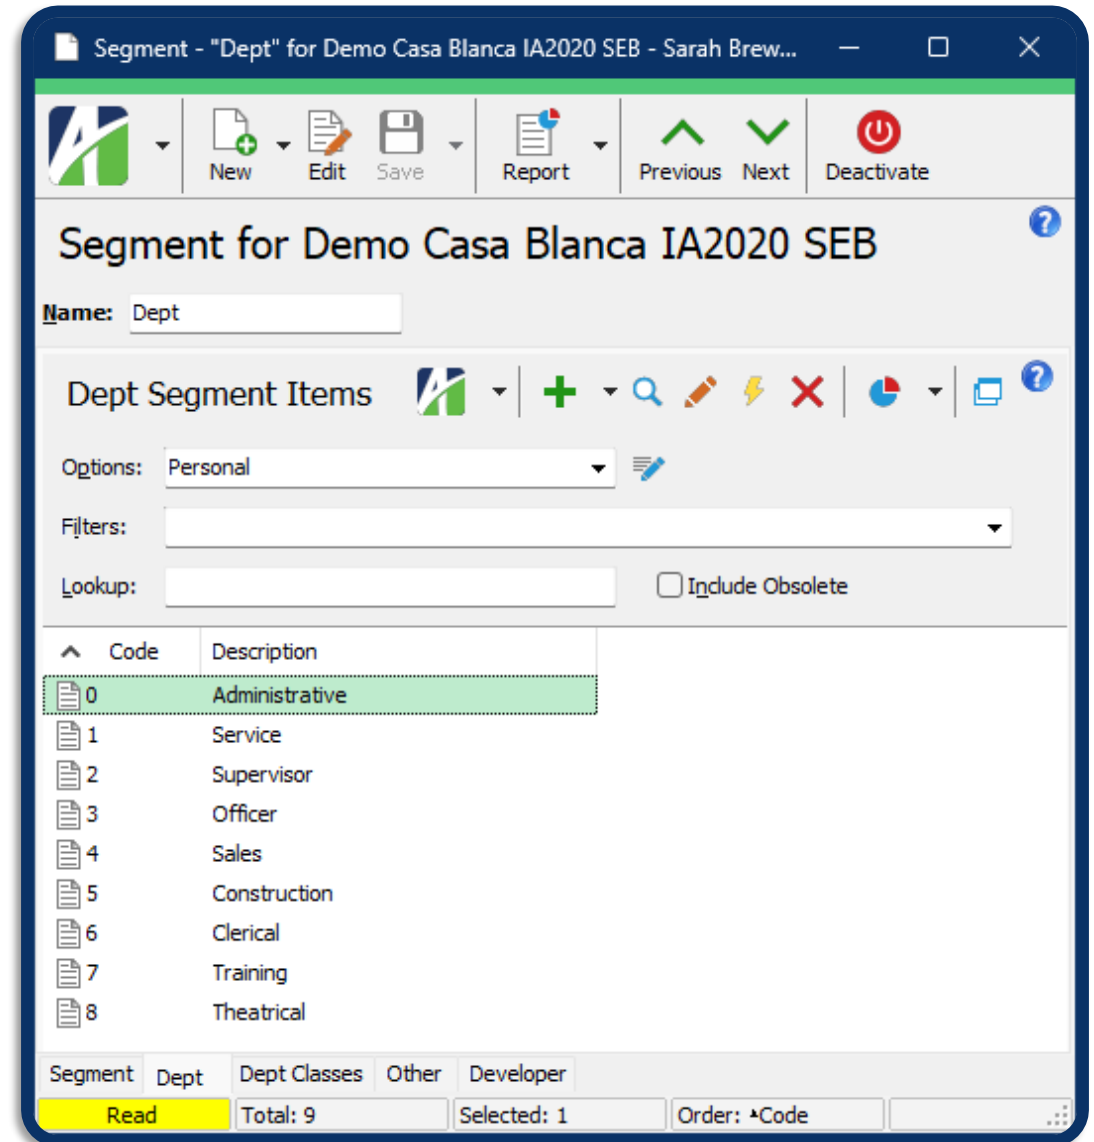 Segment - "Dept" for Demo Casa Blanca IA2020 SEB - Sarah Brew...
New Edit Save Report Previous Next Deactivate
Segment for Demo Casa Blanca IA2020 SEB
Name: Dept
Dept Segment Items
Options: Personal
Filters:
Lookup: Include Obsolete
Code Description
0 Administrative
1 Service
2 Supervisor
3 Officer
4 Sales
5 Construction
6 Clerical
7 Training
8 Theatrical
Segment Dept Dept Classes Other Developer
Read Total: 9 Selected: 1 Order: ▲Code